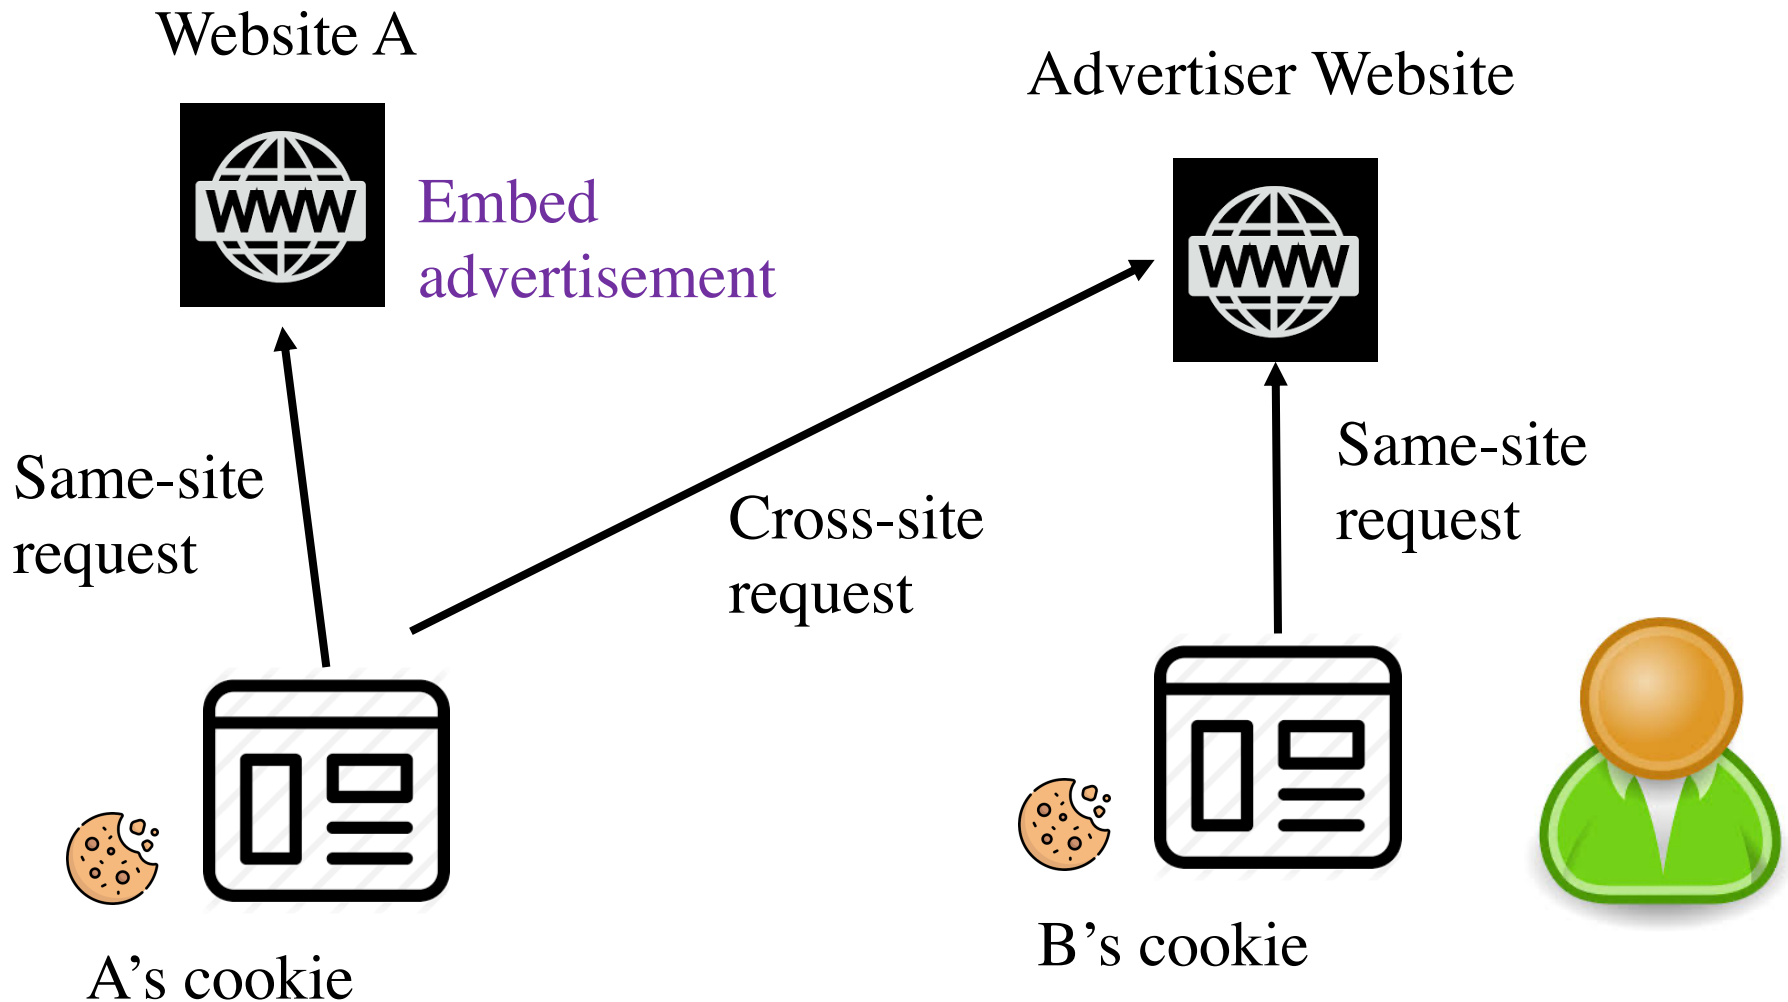 Website A
Advertiser Website
WWW
Embed
advertisement
WWW
Same-site
request
Cross-site
request
Same-site
request
A’s cookie
B’s cookie